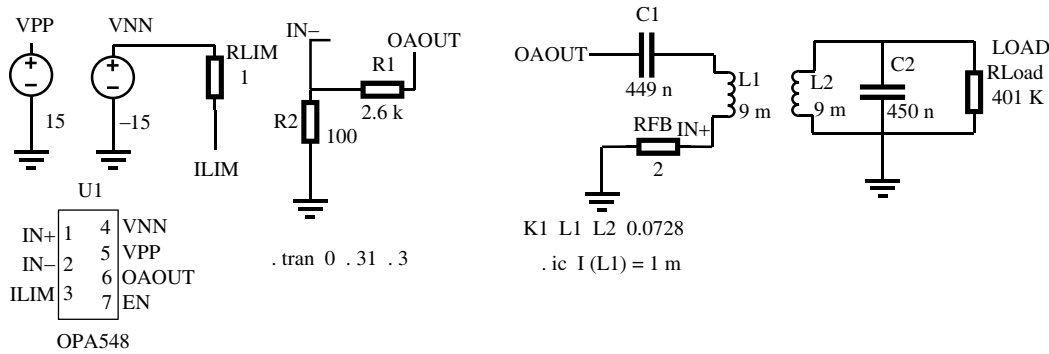 VPP
VNN
15
−15
RLIM
1
ILIM
IN−
OAOUT
R1
2.6 k
R2
100
U1
IN+ 1 4 VNN
IN− 2 5 VPP
ILIM 3 6 OAOUT
7 EN
OPA548
. tran 0 . 31 . 3
C1
OAOUT
449 n
L1
9 m
RFB
IN+
2
L2
9 m
C2
450 n
LOAD
RLoad
401 K
K1 L1 L2 0.0728
. ic I (L1) = 1 m